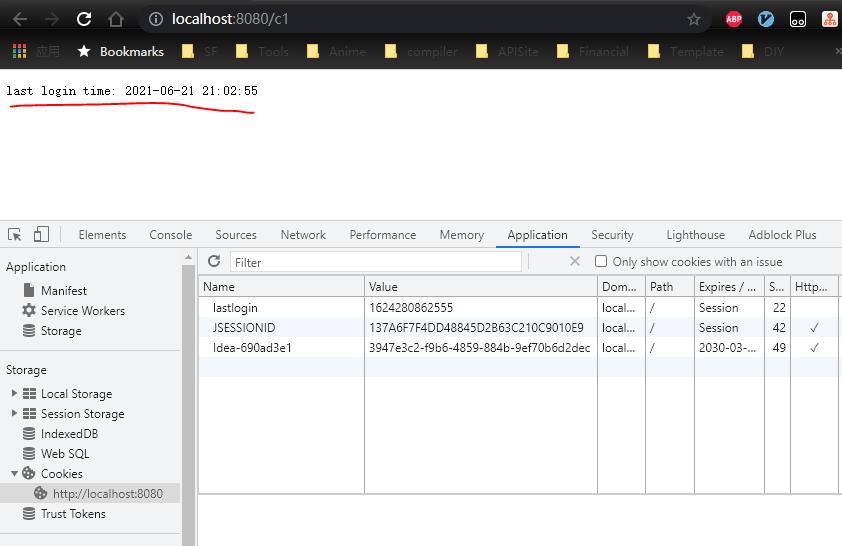 localhost:8080/c1
ABP
应用 Bookmarks SF Tools Anime compiler APISite Financial Template DIY »
last login time: 2021-06-21 21:02:55
Elements Console Sources Network Performance Memory Application Security Lighthouse Adblock Plus
Application
Manifest
Service Workers
Storage
Storage
Local Storage
Session Storage
IndexedDB
Web SQL
Cookies
http://localhost:8080
Trust Tokens
Filter Only show cookies with an issue
Name Value Dom... Path Expires / ... S... Http...
lastlogin 1624280862555 local... / Session 22
JSESSIONID 137A6F7F4DD48845D2B63C210C9010E9 local... / Session 42 ✓
Idea-690ad3e1 3947e3c2-f9b6-4859-884b-9ef70b6d2dec local... / 2030-03-... 49 ✓